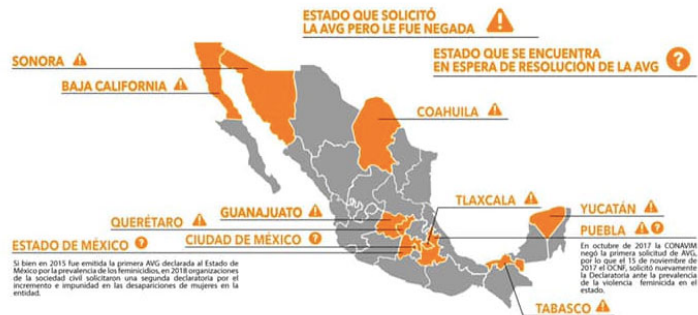 ESTADO QUE SOLICITÓ
LA AVG PERO LE FUE NEGADA
ESTADO QUE SE ENCUENTRA
EN ESPERA DE RESOLUCIÓN DE LA AVG ?
SONORA
BAJA CALIFORNIA
COAHUILA
TLAXCALA
YUCATÁN
GUANAJUATO
QUERÉTARO
PUEBLA ?
ESTADO DE MÉXICO ?
CIUDAD DE MÉXICO ?
Si bien en 2015 fue emitida la primera AVG declarada al Estado de
México por la prevalencia de los feminicidios, en 2018 organizaciones
de la sociedad civil solicitaron una segunda declaratoria por el
incremento e impunidad en las desapariciones de mujeres en la
entidad.
En octubre de 2017 la CONAVIM
negó la primera solicitud de AVG,
por lo que el 15 de noviembre de
2017 el OCNF, solicitó nuevamente
la Declaratoria ante la prevalencia
de la violencia feminicida en el
estado.
TABASCO